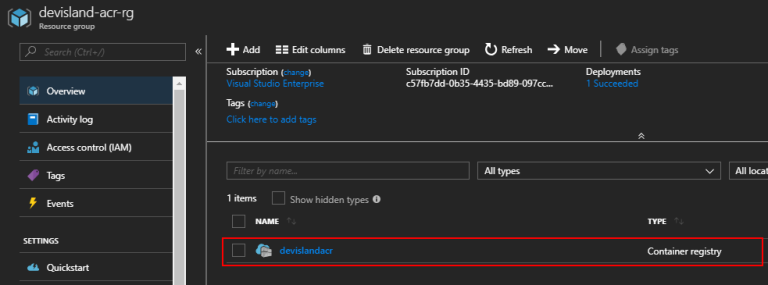 devisland-acr-rg
Resource group
Search (Ctrl+/)
Overview
Activity log
Access control (IAM)
Tags
Events
SETTINGS
Quickstart
Add Edit columns Delete resource group Refresh Move Assign tags
Subscription (change) Subscription ID Deployments
Visual Studio Enterprise c57fb7dd-0b35-4435-bd89-097cc... 1 Succeeded
Tags (change)
Click here to add tags
Filter by name... All types All locat
1 items Show hidden types
NAME TYPE
devislandacr Container registry